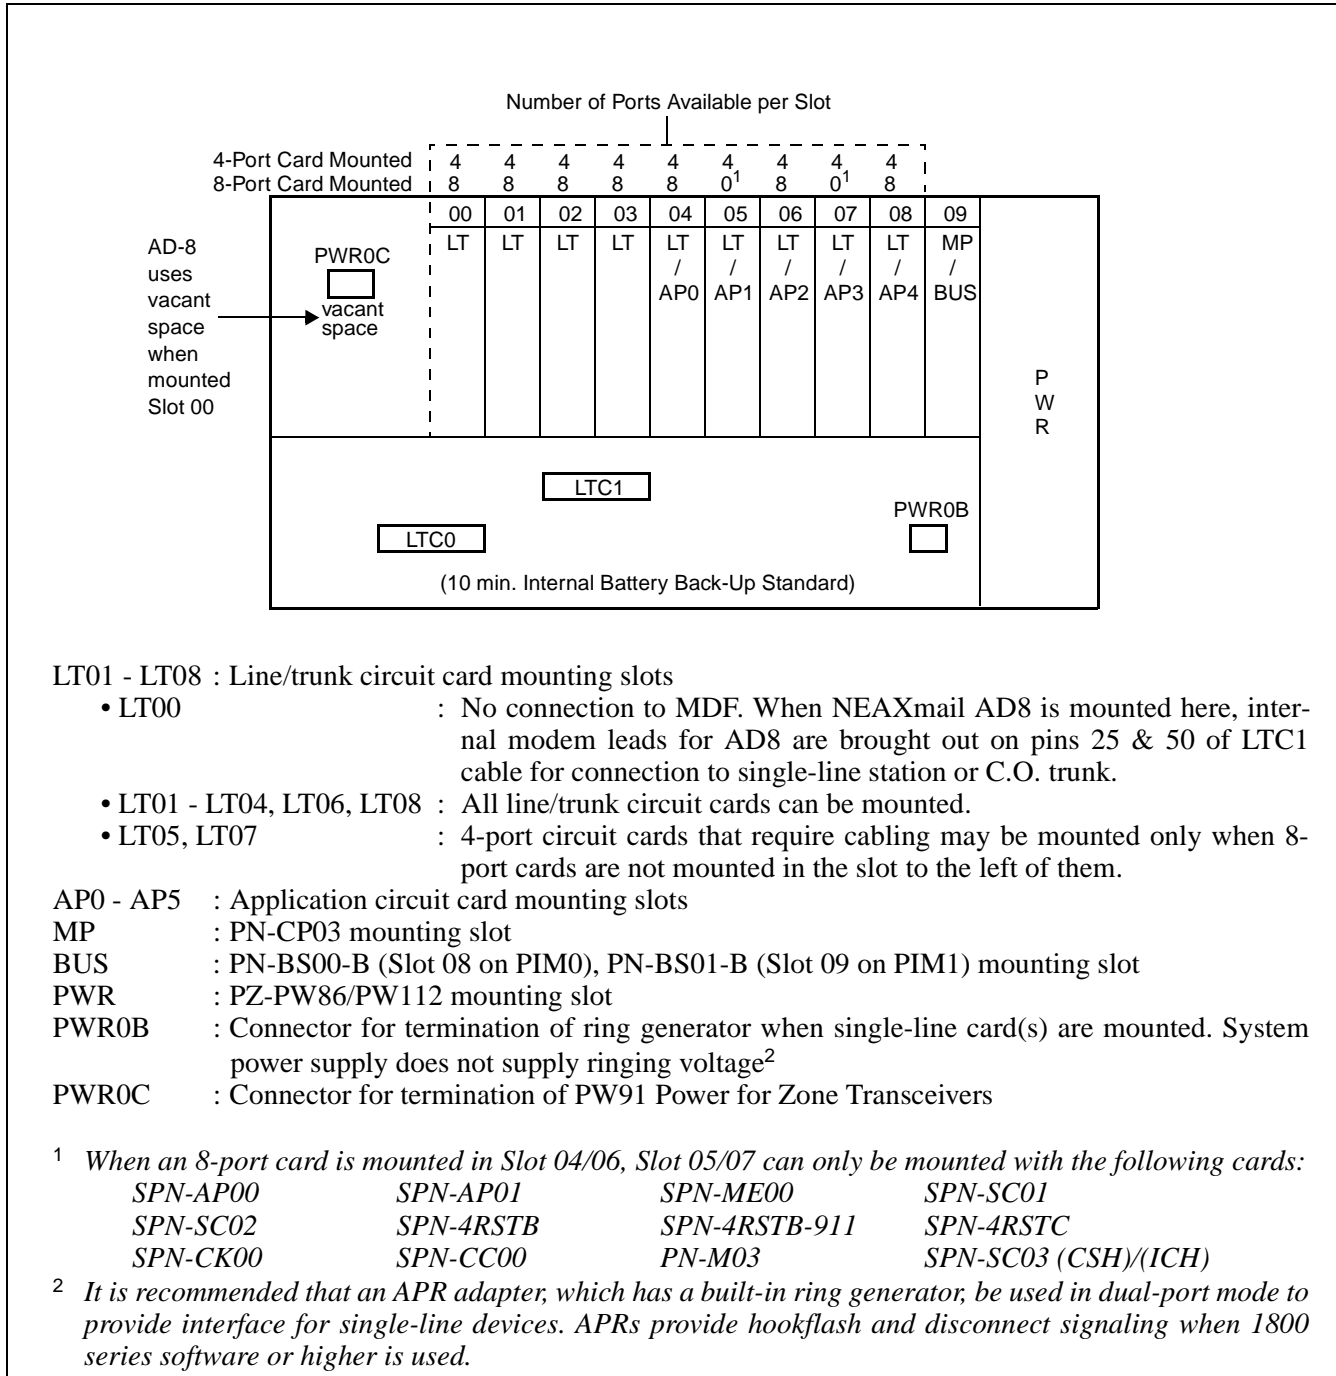 Number of Ports Available per Slot
4-Port Card Mounted 4 4 4 4 4 4 4 4 4
8-Port Card Mounted 8 8 8 8 8 0¹ 8 0¹ 8
00 01 02 03 04 05 06 07 08 09
LT LT LT LT LT / AP0 LT / AP1 LT / AP2 LT / AP3 LT / AP4 MP / BUS
AD-8
uses
vacant
space
when
mounted
Slot 00
PWR0C
vacant
space
P
W
R
LTC1
PWR0B
LTC0
(10 min. Internal Battery Back-Up Standard)
LT01 - LT08 : Line/trunk circuit card mounting slots
• LT00 : No connection to MDF. When NEAXmail AD8 is mounted here, inter-
nal modem leads for AD8 are brought out on pins 25 & 50 of LTC1
cable for connection to single-line station or C.O. trunk.
• LT01 - LT04, LT06, LT08 : All line/trunk circuit cards can be mounted.
• LT05, LT07 : 4-port circuit cards that require cabling may be mounted only when 8-
port cards are not mounted in the slot to the left of them.
AP0 - AP5 : Application circuit card mounting slots
MP : PN-CP03 mounting slot
BUS : PN-BS00-B (Slot 08 on PIM0), PN-BS01-B (Slot 09 on PIM1) mounting slot
PWR : PZ-PW86/PW112 mounting slot
PWR0B : Connector for termination of ring generator when single-line card(s) are mounted. System
power supply does not supply ringing voltage²
PWR0C : Connector for termination of PW91 Power for Zone Transceivers
¹ When an 8-port card is mounted in Slot 04/06, Slot 05/07 can only be mounted with the following cards:
SPN-AP00 SPN-AP01 SPN-ME00 SPN-SC01
SPN-SC02 SPN-4RSTB SPN-4RSTB-911 SPN-4RSTC
SPN-CK00 SPN-CC00 PN-M03 SPN-SC03 (CSH)/(ICH)
² It is recommended that an APR adapter, which has a built-in ring generator, be used in dual-port mode to
provide interface for single-line devices. APRs provide hookflash and disconnect signaling when 1800
series software or higher is used.